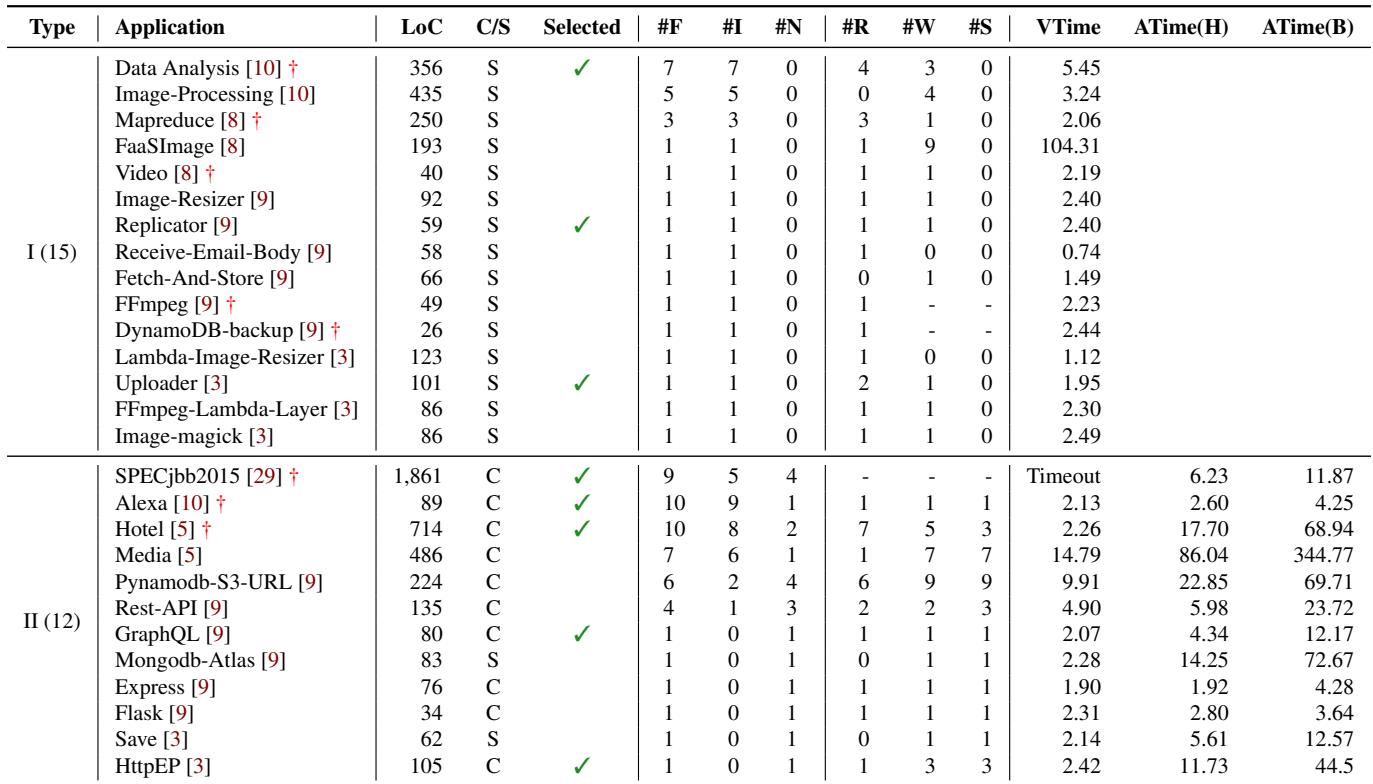 Type Application LoC C/S Selected #F #I #N #R #W #S VTime ATime(H) ATime(B)
Data Analysis [10] † 356 S ✓ 7 7 0 4 3 0 5.45
Image-Processing [10] 435 S 5 5 0 0 4 0 3.24
Mapreduce [8] † 250 S 3 3 0 3 1 0 2.06
FaaSImage [8] 193 S 1 1 0 1 9 0 104.31
Video [8] † 40 S 1 1 0 1 1 0 2.19
Image-Resizer [9] 92 S 1 1 0 1 1 0 2.40
Replicator [9] 59 S ✓ 1 1 0 1 1 0 2.40
I (15) Receive-Email-Body [9] 58 S 1 1 0 1 0 0 0.74
Fetch-And-Store [9] 66 S 1 1 0 0 1 0 1.49
FFmpeg [9] † 49 S 1 1 0 1 - - 2.23
DynamoDB-backup [9] † 26 S 1 1 0 1 - - 2.44
Lambda-Image-Resizer [3] 123 S 1 1 0 1 0 0 1.12
Uploader [3] 101 S ✓ 1 1 0 2 1 0 1.95
FFmpeg-Lambda-Layer [3] 86 S 1 1 0 1 1 0 2.30
Image-magick [3] 86 S 1 1 0 1 1 0 2.49
SPECjbb2015 [29] † 1,861 C ✓ 9 5 4 - - - Timeout 6.23 11.87
Alexa [10] † 89 C ✓ 10 9 1 1 1 1 2.13 2.60 4.25
Hotel [5] † 714 C ✓ 10 8 2 7 5 3 2.26 17.70 68.94
Media [5] 486 C 7 6 1 1 7 7 14.79 86.04 344.77
Pynamodb-S3-URL [9] 224 C 6 2 4 6 9 9 9.91 22.85 69.71
Rest-API [9] 135 C 4 1 3 2 2 3 4.90 5.98 23.72
II (12) GraphQL [9] 80 C ✓ 1 0 1 1 1 1 2.07 4.34 12.17
Mongodb-Atlas [9] 83 S 1 0 1 0 1 1 2.28 14.25 72.67
Express [9] 76 C 1 0 1 1 1 1 1.90 1.92 4.28
Flask [9] 34 C 1 0 1 1 1 1 2.31 2.80 3.64
Save [3] 62 S 1 0 1 0 1 1 2.14 5.61 12.57
HttpEP [3] 105 C ✓ 1 0 1 1 3 3 2.42 11.73 44.5